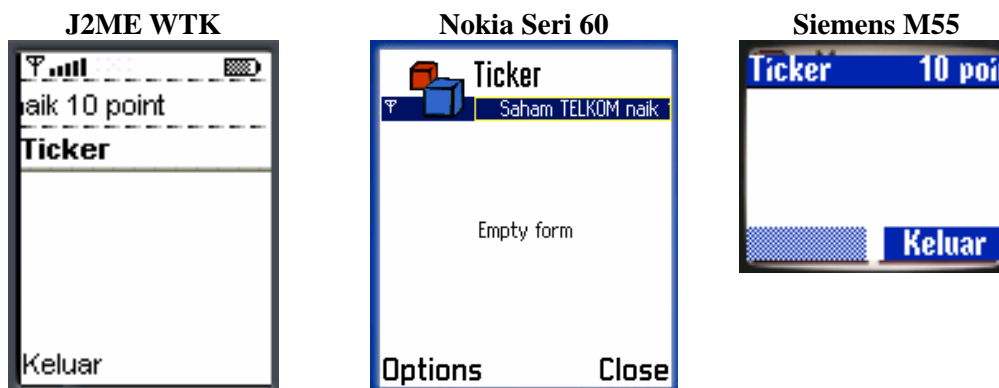 J2ME WTK
naik 10 point
Ticker
Keluar
Nokia Seri 60
Ticker
Saham TELKOM naik
Empty form
Options Close
Siemens M55
Ticker 10 poi
Keluar